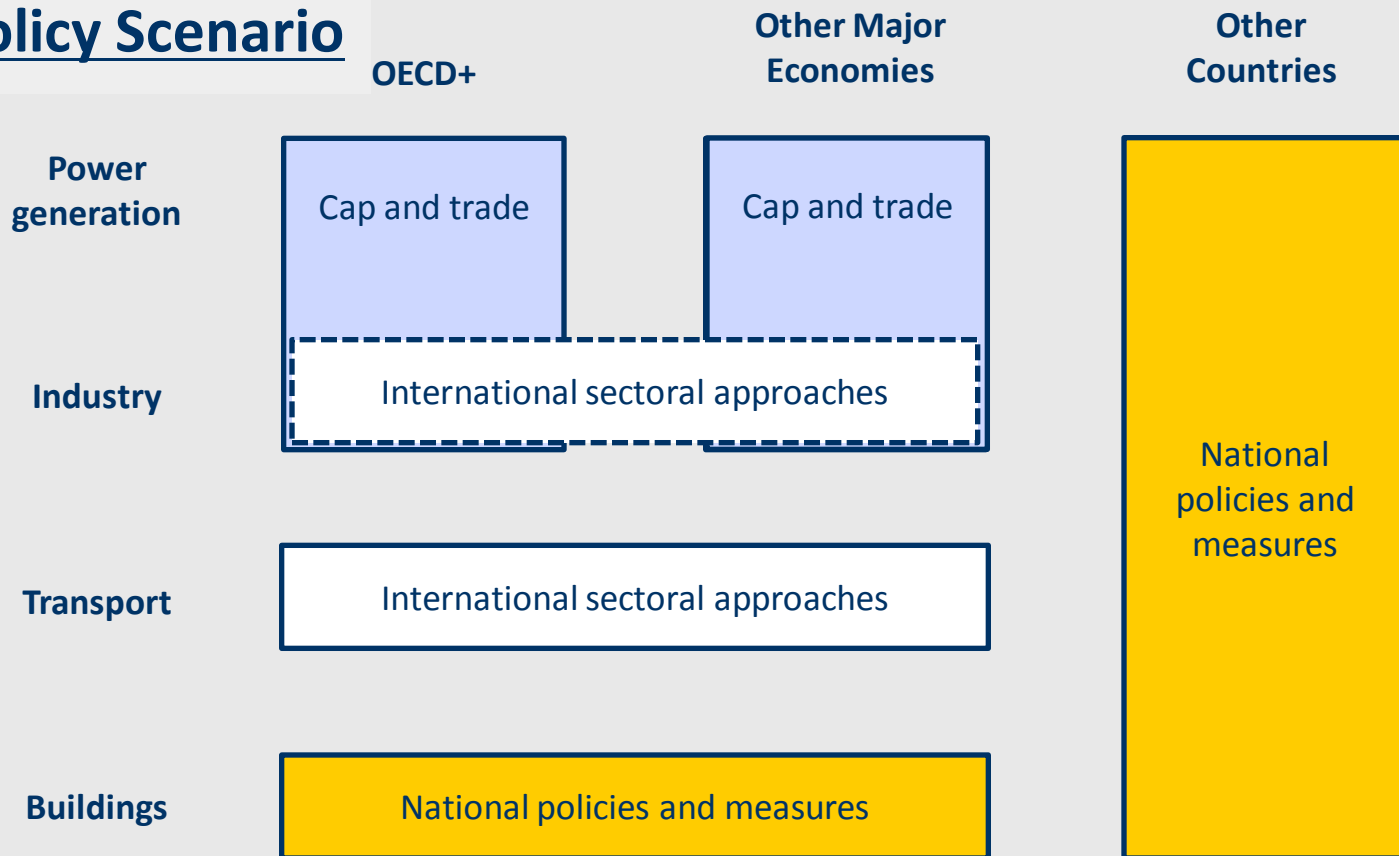 Scenario
OECD+
Other Major
Economies
Other
Countries
Power
generation
Cap and trade
Cap and trade
Industry
International sectoral approaches
National
policies and
measures
Transport
International sectoral approaches
Buildings
National policies and measures